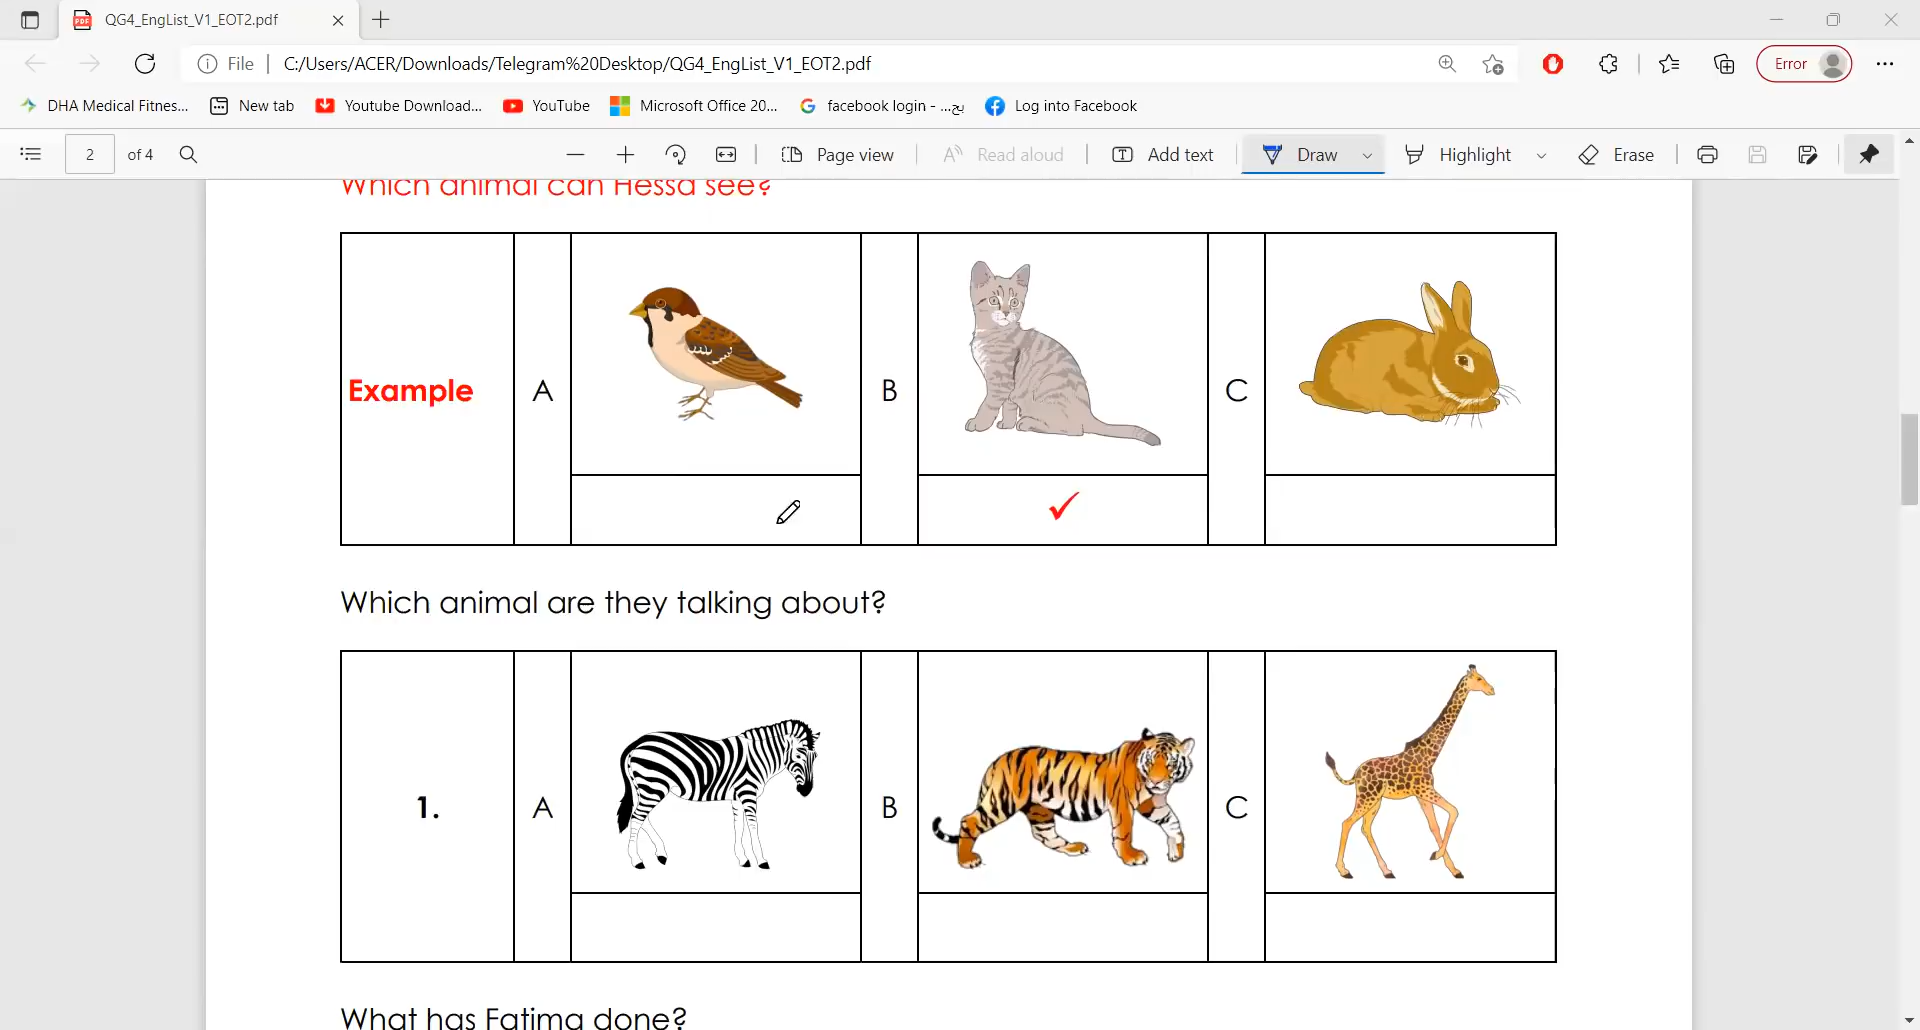 QG4_EngList_V1_EOT2.pdf
File
C:/Users/ACER/Downloads/Telegram%20Desktop/QG4_EngList_V1_EOT2.pdf
Error
DHA Medical Fitnes...
New tab
Youtube Download...
YouTube
Microsoft Office 20...
facebook login - ...بح
Log into Facebook
2 of 4
Page view
Read aloud
Add text
Draw
Highlight
Erase
Which animal can Hessa see?
Example A B C
Which animal are they talking about?
1. A B C
What has Fatima done?